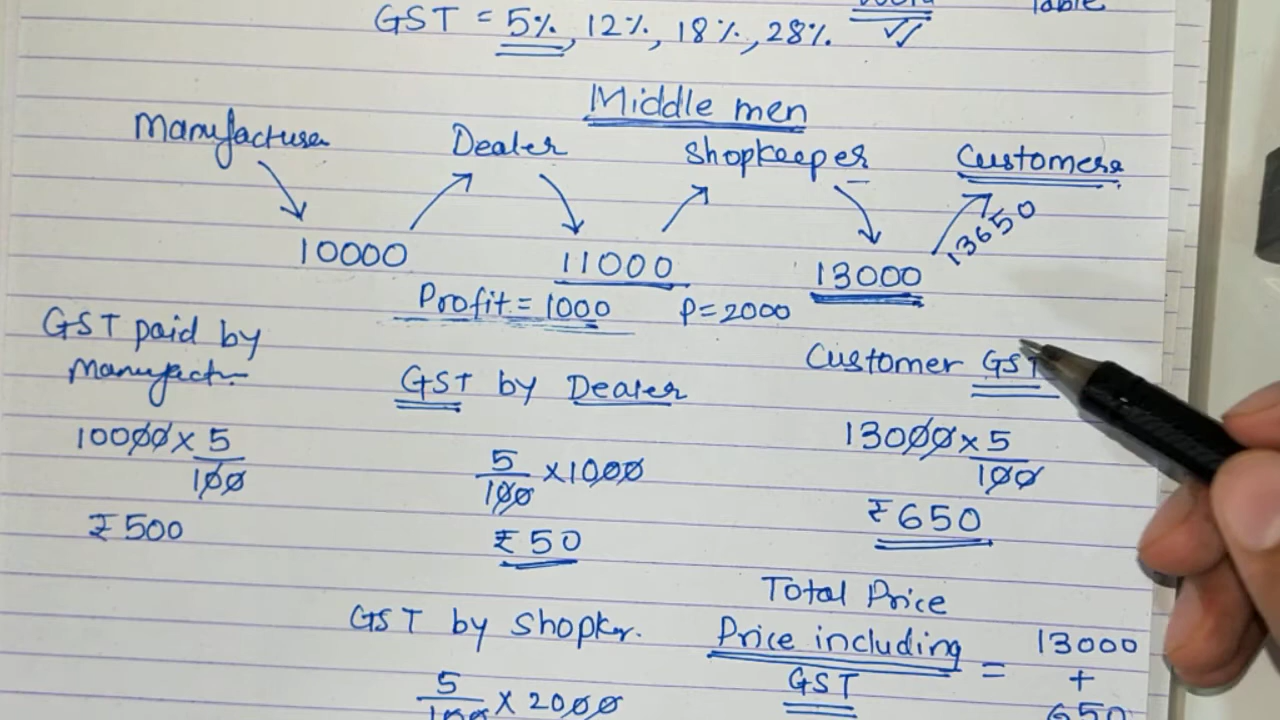 Table
GST = 5%, 12%, 18%, 28%
Middle men
Manufacturer Dealer Shopkeeper Customers
10000 11000 13000 13650
Profit = 1000 P=2000
GST paid by
Manufact.
GST by Dealer
Customer GST
10000 x 5/100
5/100 x 1000
13000 x 5/100
₹500
₹50
₹650
GST by Shopkr.
5/100 x 2000
Total Price
Price including GST = 13000 + 650